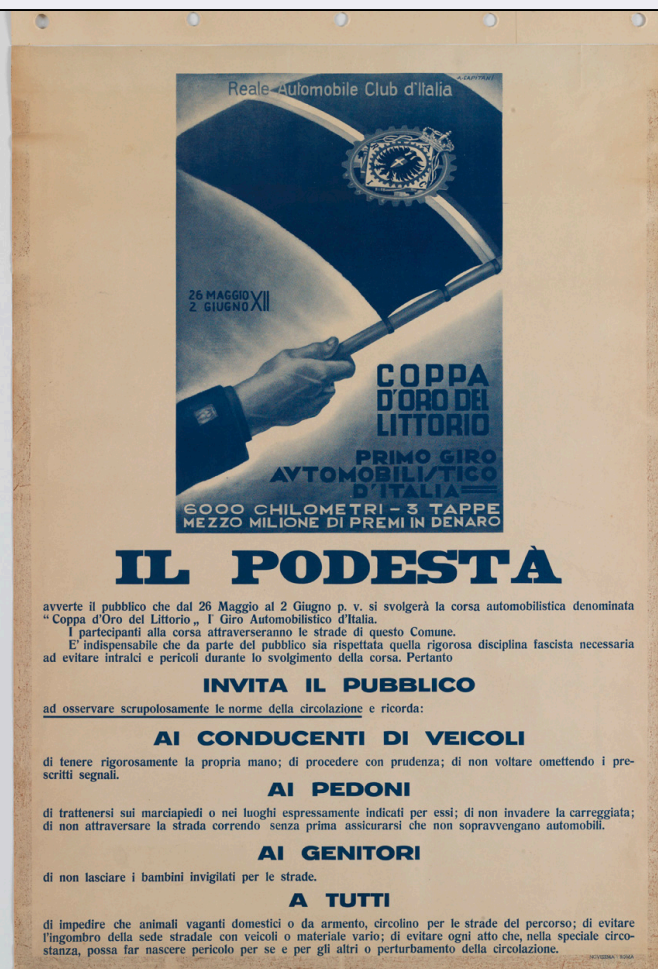 A. CAPITANI
Reale Automobile Club d'Italia
26 MAGGIO
2 GIUGNO XII
COPPA
D'ORO DEL
LITTORIO
PRIMO GIRO
AVTOMOBILISTICO
D'ITALIA
6000 CHILOMETRI - 3 TAPPE
MEZZO MILIONE DI PREMI IN DENARO
IL PODESTÀ
avverte il pubblico che dal 26 Maggio al 2 Giugno p. v. si svolgerà la corsa automobilistica denominata
“ Coppa d'Oro del Littorio „ I° Giro Automobilistico d'Italia.
I partecipanti alla corsa attraverseranno le strade di questo Comune.
E' indispensabile che da parte del pubblico sia rispettata quella rigorosa disciplina fascista necessaria
ad evitare intralci e pericoli durante lo svolgimento della corsa. Pertanto
INVITA IL PUBBLICO
ad osservare scrupolosamente le norme della circolazione e ricorda:
AI CONDUCENTI DI VEICOLI
di tenere rigorosamente la propria mano; di procedere con prudenza; di non voltare omettendo i pre-
scritti segnali.
AI PEDONI
di trattenersi sui marciapiedi o nei luoghi espressamente indicati per essi; di non invadere la carreggiata;
di non attraversare la strada correndo senza prima assicurarsi che non sopravvengano automobili.
AI GENITORI
di non lasciare i bambini invigilati per le strade.
A TUTTI
di impedire che animali vaganti domestici o da armento, circolino per le strade del percorso; di evitare
l'ingombro della sede stradale con veicoli o materiale vario; di evitare ogni atto che, nella speciale circo-
stanza, possa far nascere pericolo per se e per gli altri o perturbamento della circolazione.
NOVISSIMA - ROMA